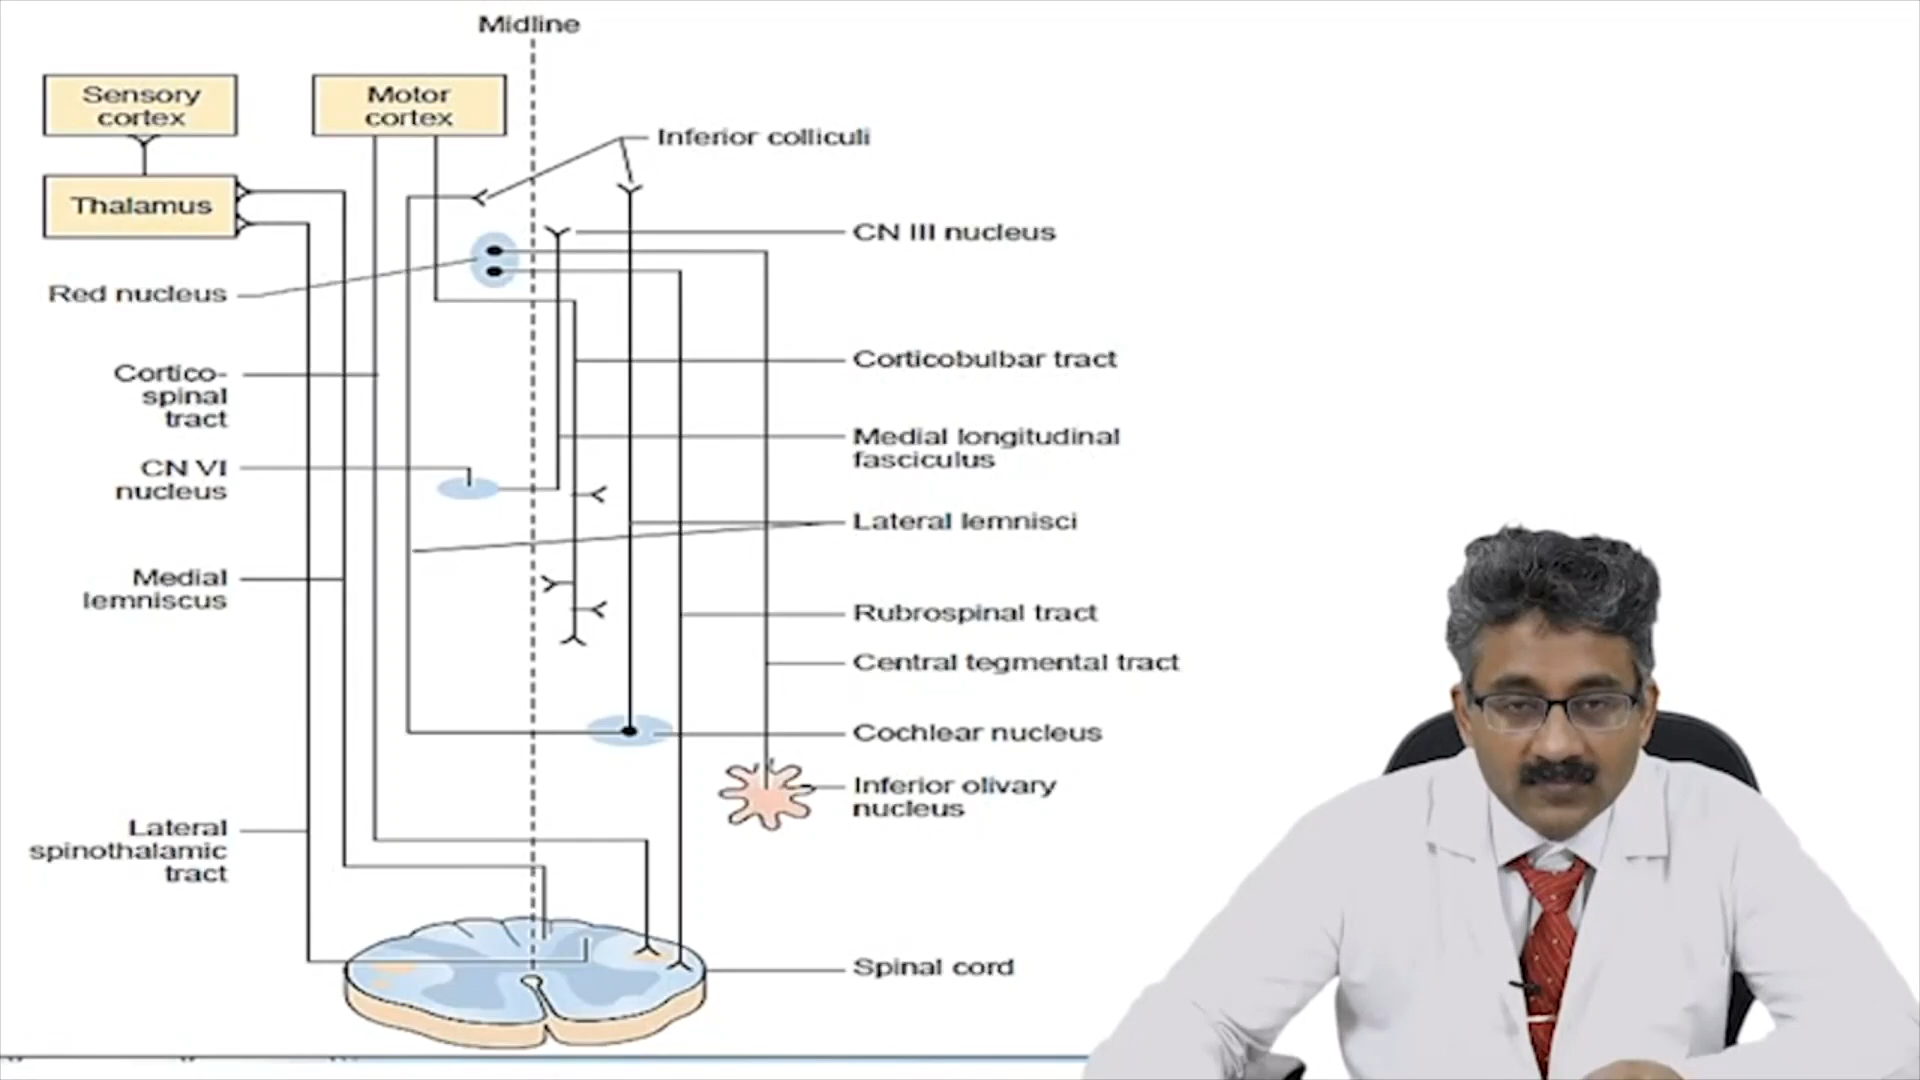 Midline
Sensory
cortex
Motor
cortex
Inferior colliculi
Thalamus
CN III nucleus
Red nucleus
Corticobulbar tract
Cortico-
spinal
tract
Medial longitudinal
fasciculus
CN VI
nucleus
Lateral lemnisci
Medial
lemniscus
Rubrospinal tract
Central tegmental tract
Cochlear nucleus
Inferior olivary
nucleus
Lateral
spinothalamic
tract
Spinal cord